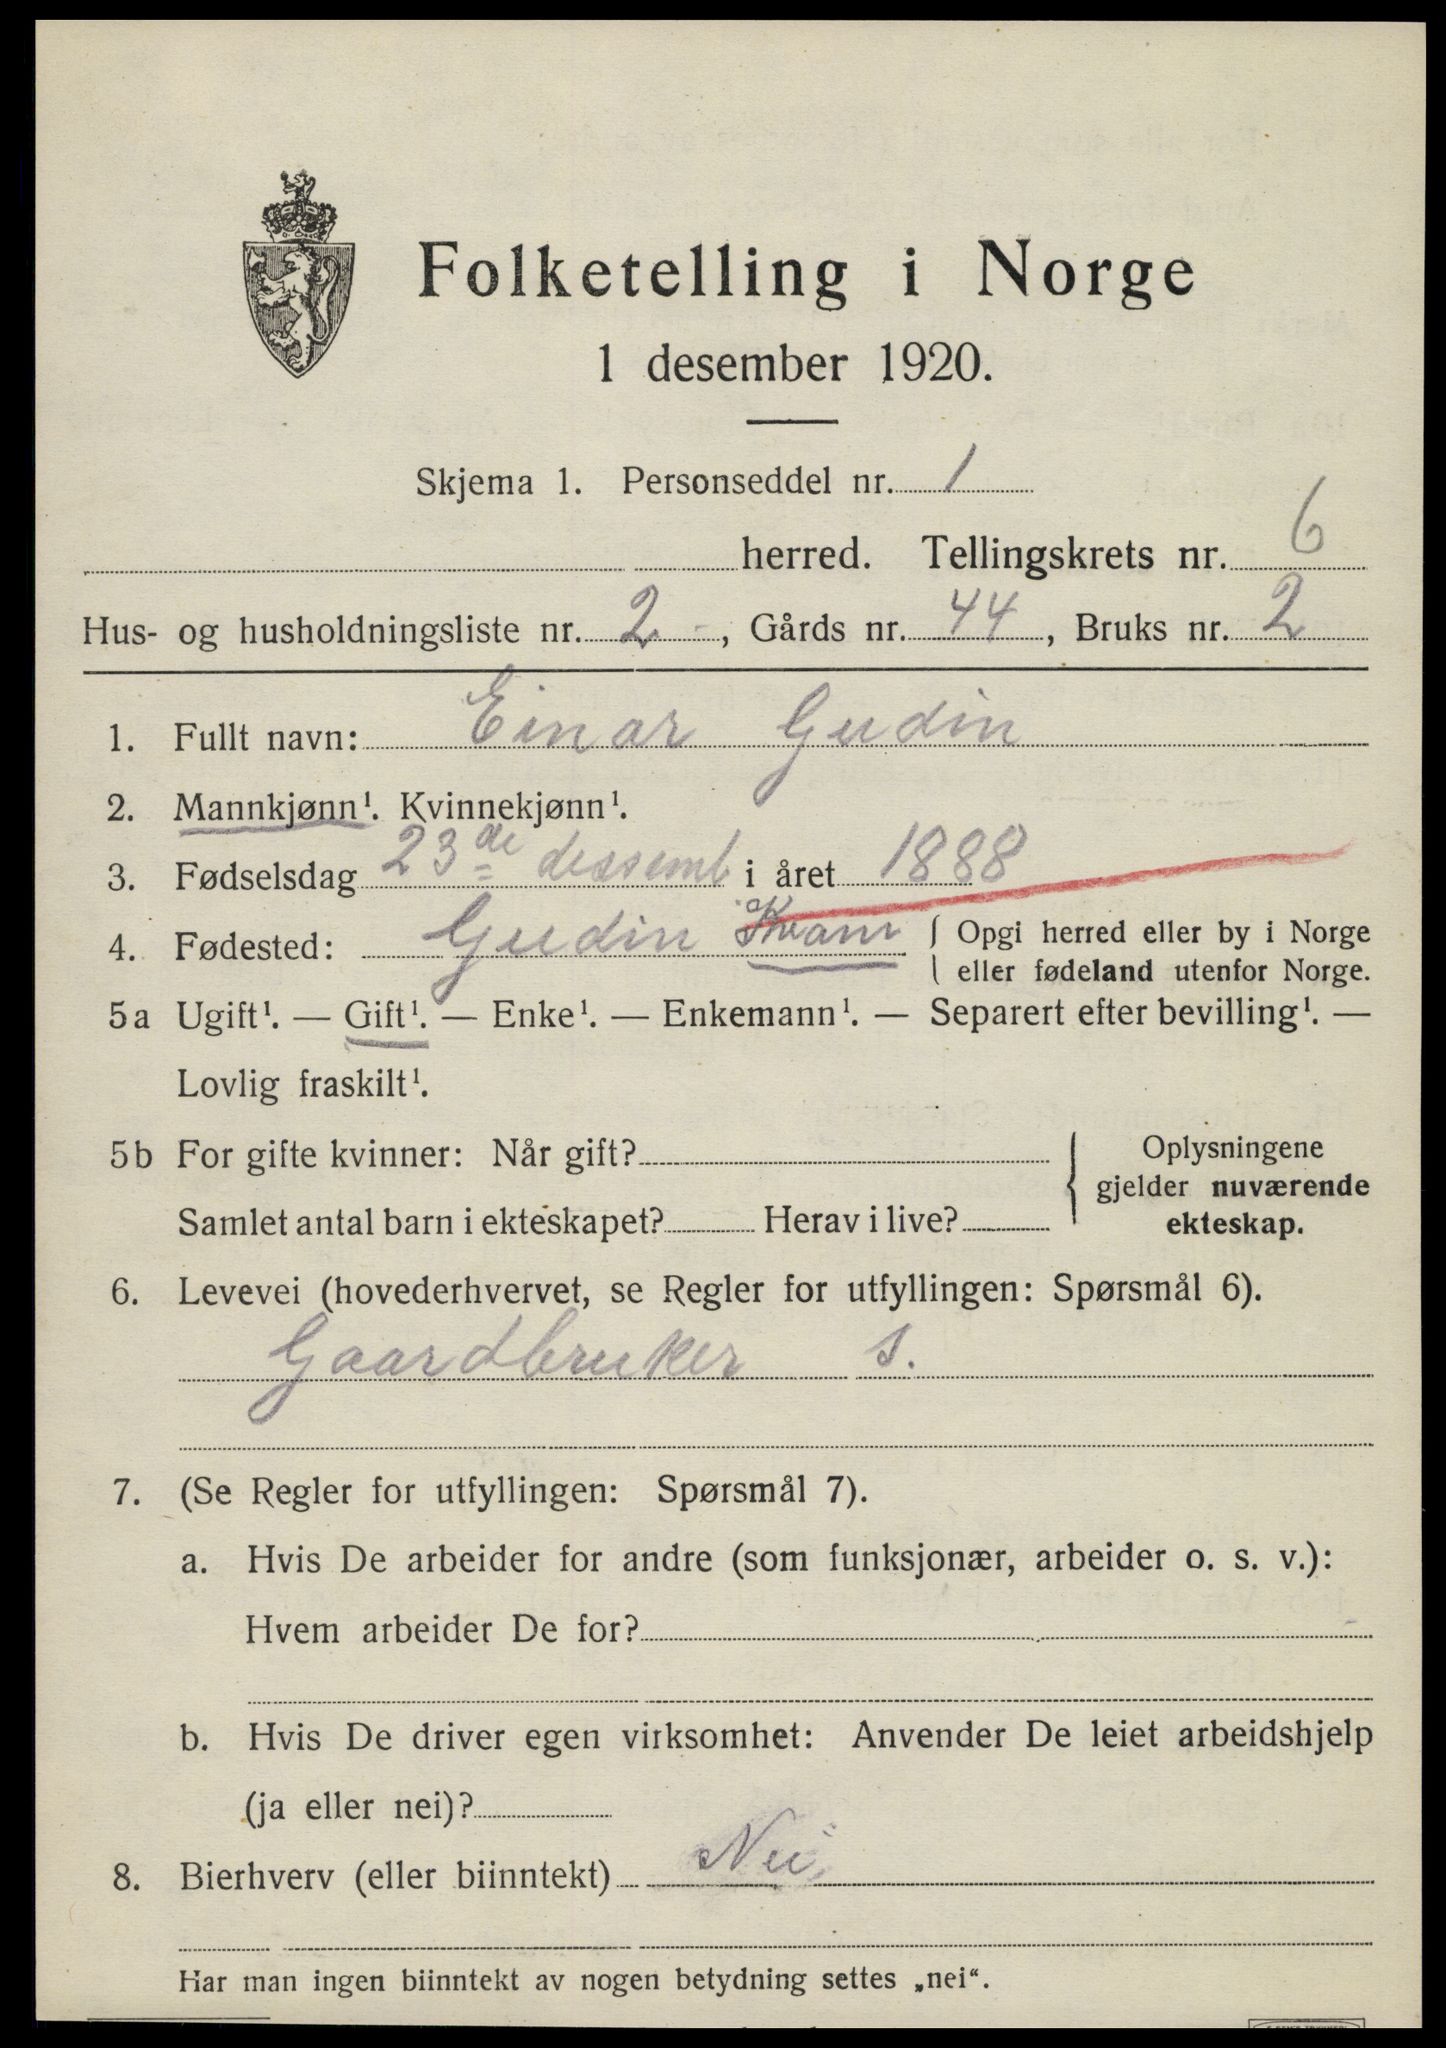 Folketelling i Norge
1 desember 1920.
Skjema 1. Personseddel nr. 1
herred. Tellingskrets nr. 6
Hus- og husholdningsliste nr. 2, Gårds nr. 44, Bruks nr. 2
1. Fullt navn: Einar Gudin
2. Mannkjønn¹. Kvinnekjønn¹.
3. Fødselsdag 23de dessemb i året 1888
4. Fødested: Gudin Kvam { Opgi herred eller by i Norge
eller fødeland utenfor Norge.
5a Ugift¹. — Gift¹. — Enke¹. — Enkemann¹. — Separert efter bevilling¹. —
Lovlig fraskilt¹.
5b For gifte kvinner: Når gift?
Samlet antal barn i ekteskapet? Herav i live?
{ Oplysningene
gjelder nuværende
ekteskap.
6. Levevei (hovederhvervet, se Regler for utfyllingen: Spørsmål 6).
Gaardbruker s.
7. (Se Regler for utfyllingen: Spørsmål 7).
a. Hvis De arbeider for andre (som funksjonær, arbeider o. s. v.):
Hvem arbeider De for?
b. Hvis De driver egen virksomhet: Anvender De leiet arbeidshjelp
(ja eller nei)?
8. Bierhverv (eller biinntekt) Nei
Har man ingen biinntekt av nogen betydning settes „nei“.